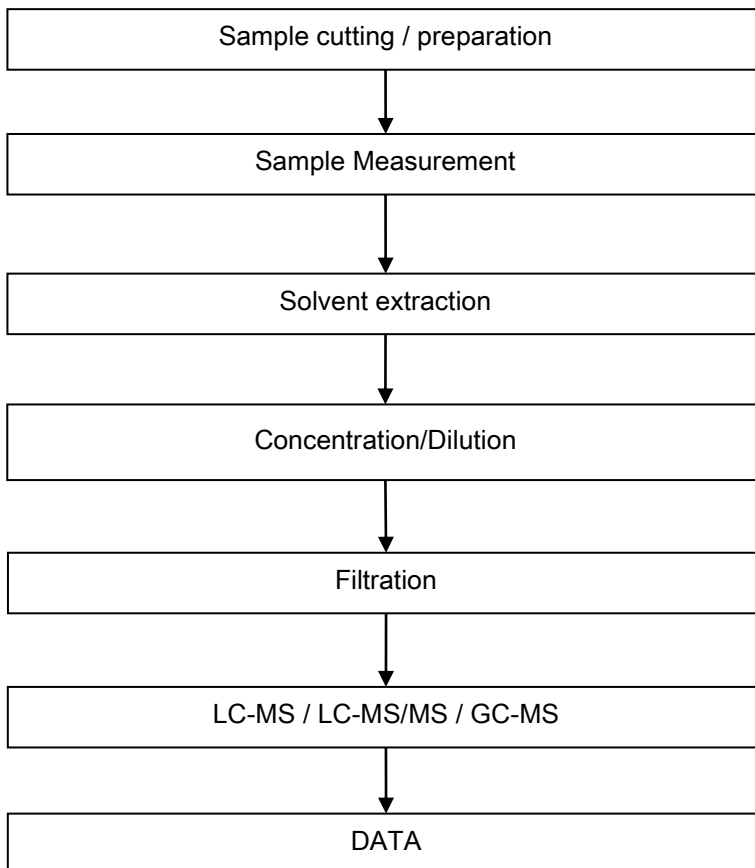 Sample cutting / preparation
Sample Measurement
Solvent extraction
Concentration/Dilution
Filtration
LC-MS / LC-MS/MS / GC-MS
DATA